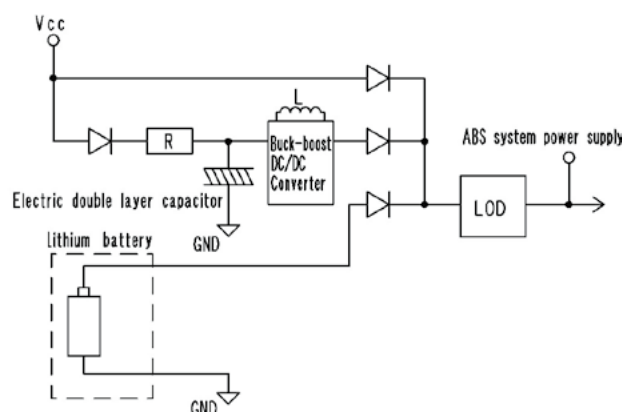 Vcc
L
R
Buck-boost
DC/DC
Converter
ABS system power supply
Electric double layer capacitor
LOD
GND
Lithium battery
GND